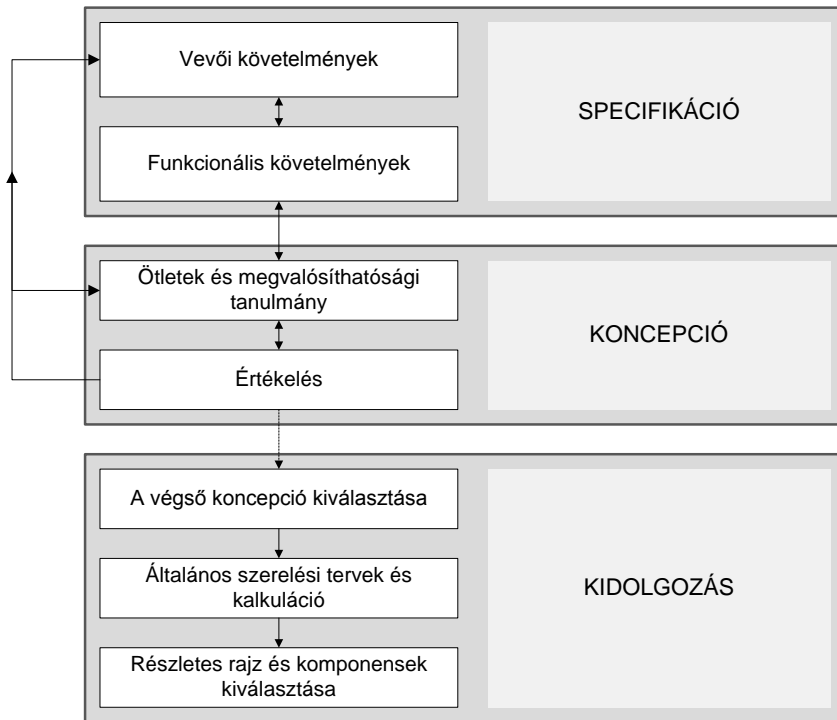 Vevői követelmények
SPECIFIKÁCIÓ
Funkcionális követelmények
Ötletek és megvalósíthatósági
tanulmány
KONCEPCIÓ
Értékelés
A végső koncepció kiválasztása
Általános szerelési tervek és
kalkuláció
KIDOLGOZÁS
Részletes rajz és komponensek
kiválasztása